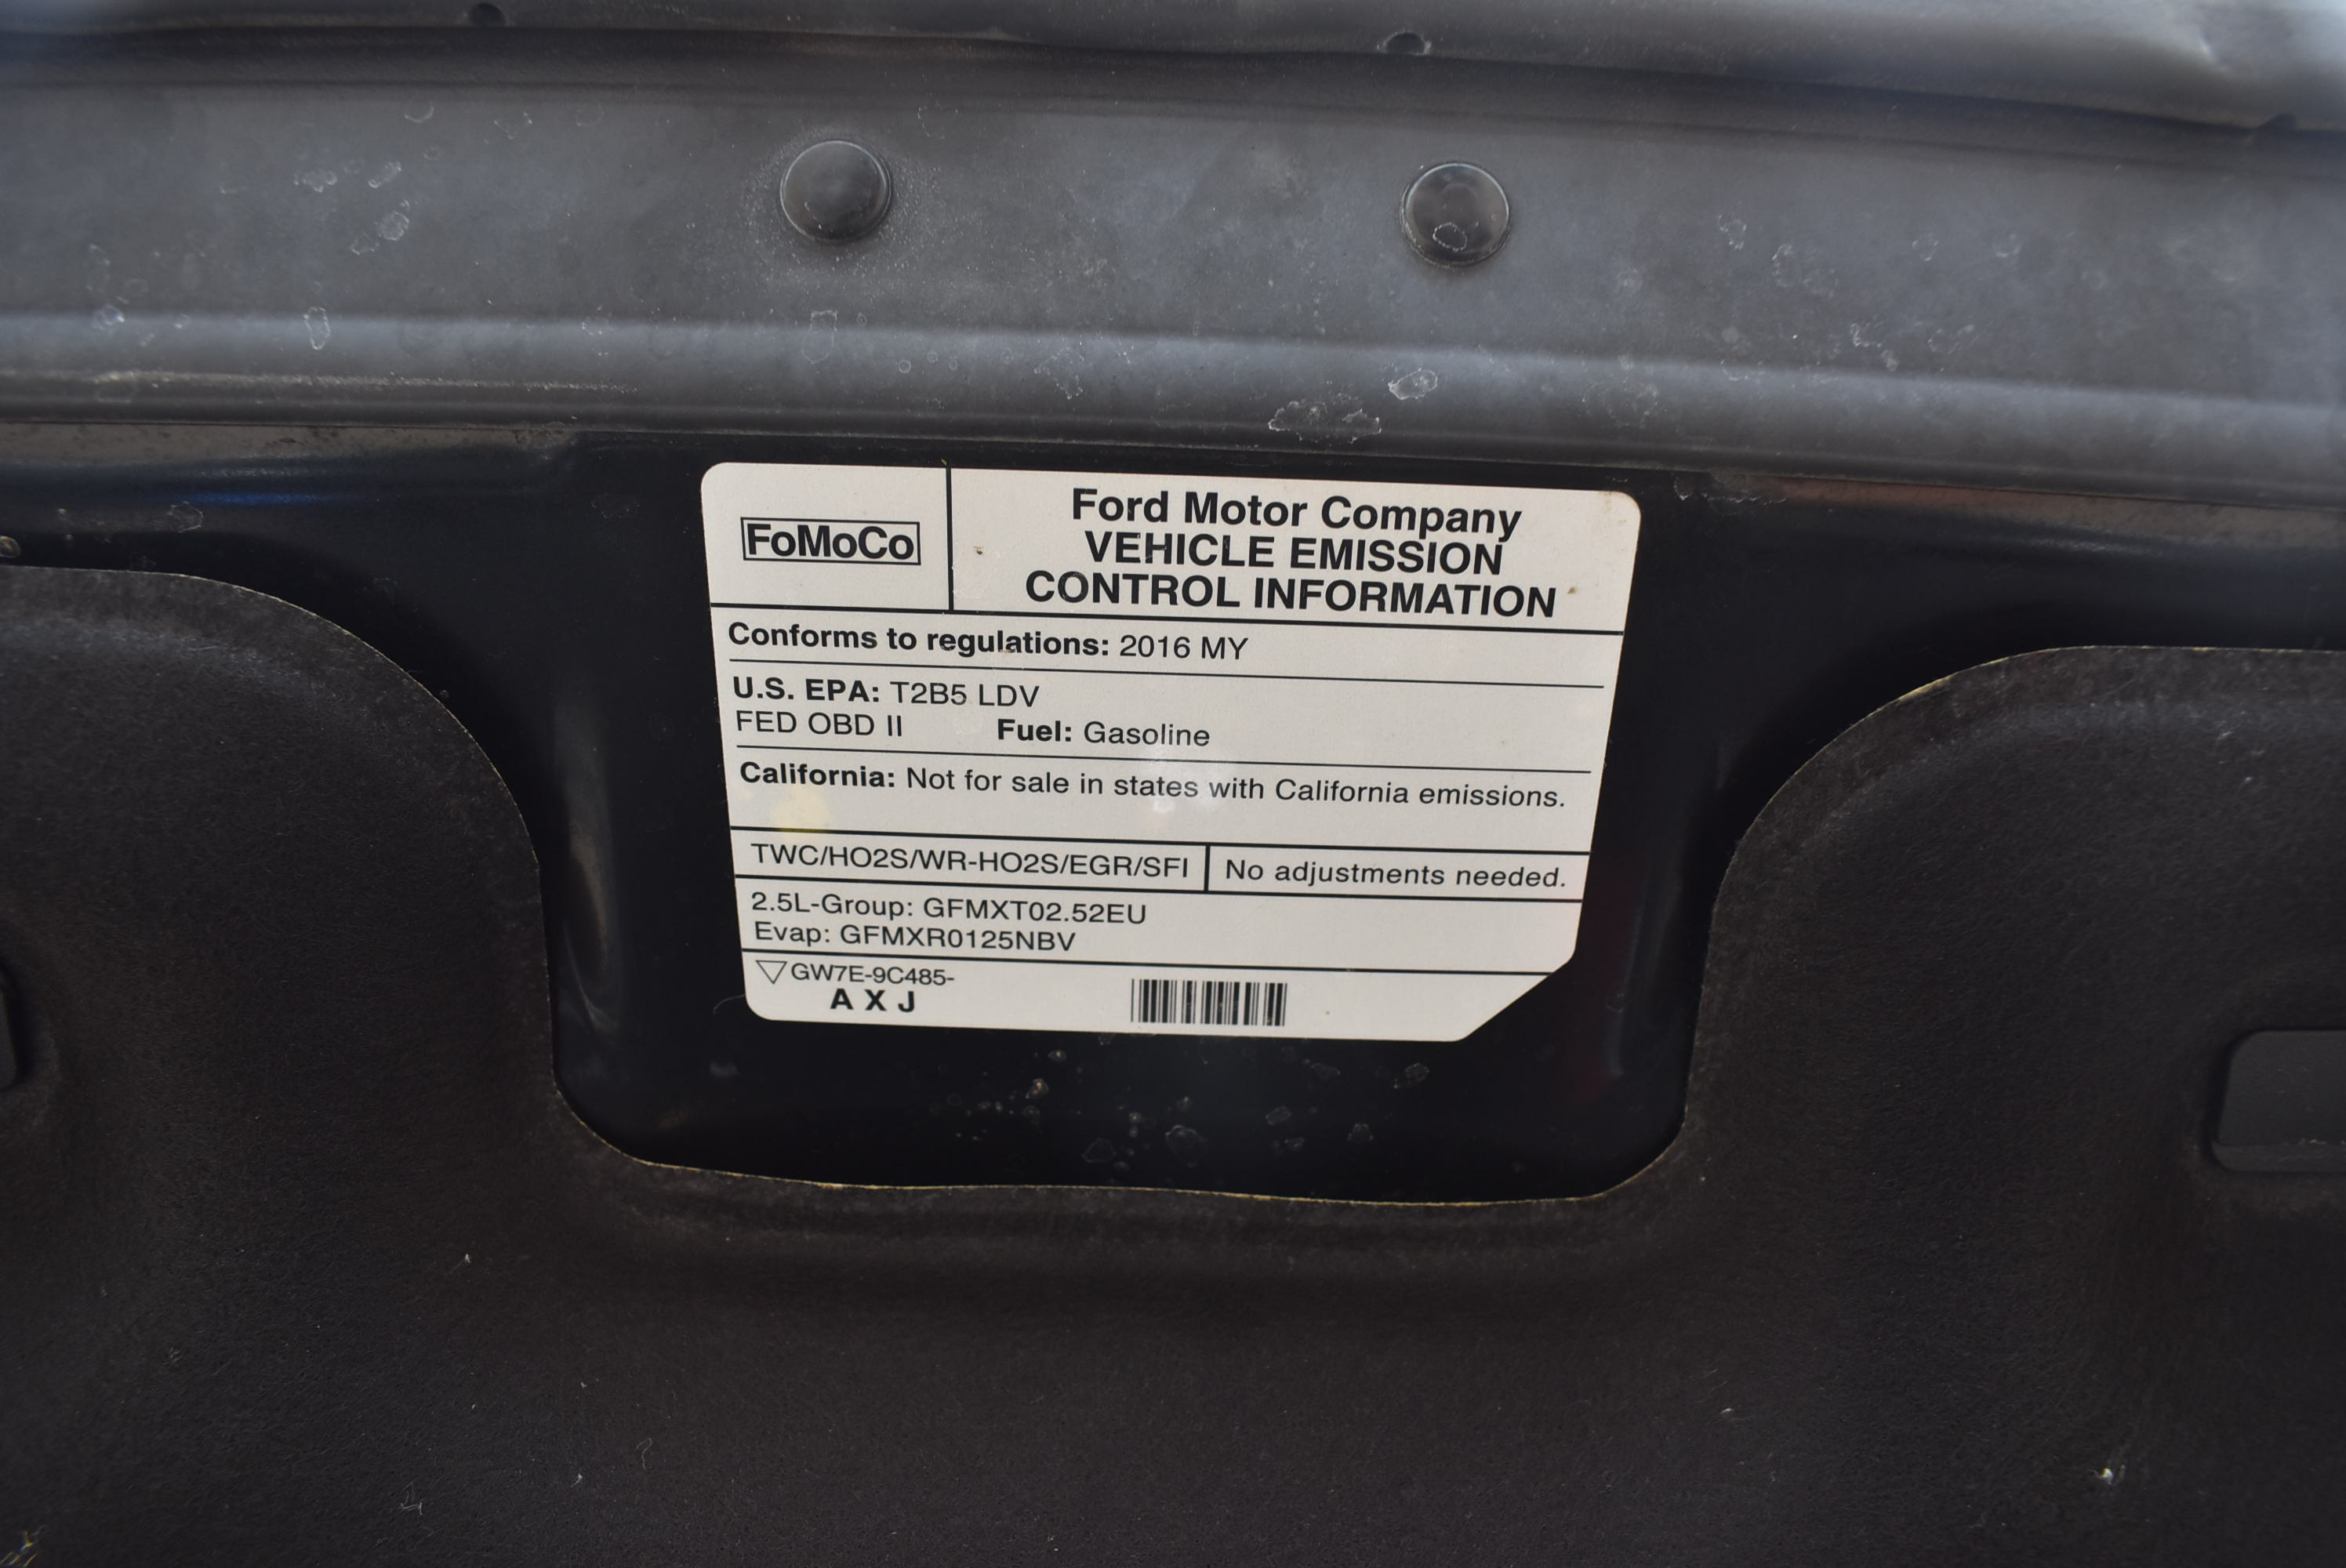 FoMoCo
Ford Motor Company
VEHICLE EMISSION
CONTROL INFORMATION
Conforms to regulations: 2016 MY
U.S. EPA: T2B5 LDV
FED OBD II Fuel: Gasoline
California: Not for sale in states with California emissions.
TWC/HO2S/WR-HO2S/EGR/SFI No adjustments needed.
2.5L-Group: GFMXT02.52EU
Evap: GFMXR0125NBV
GW7E-9C485-
A X J